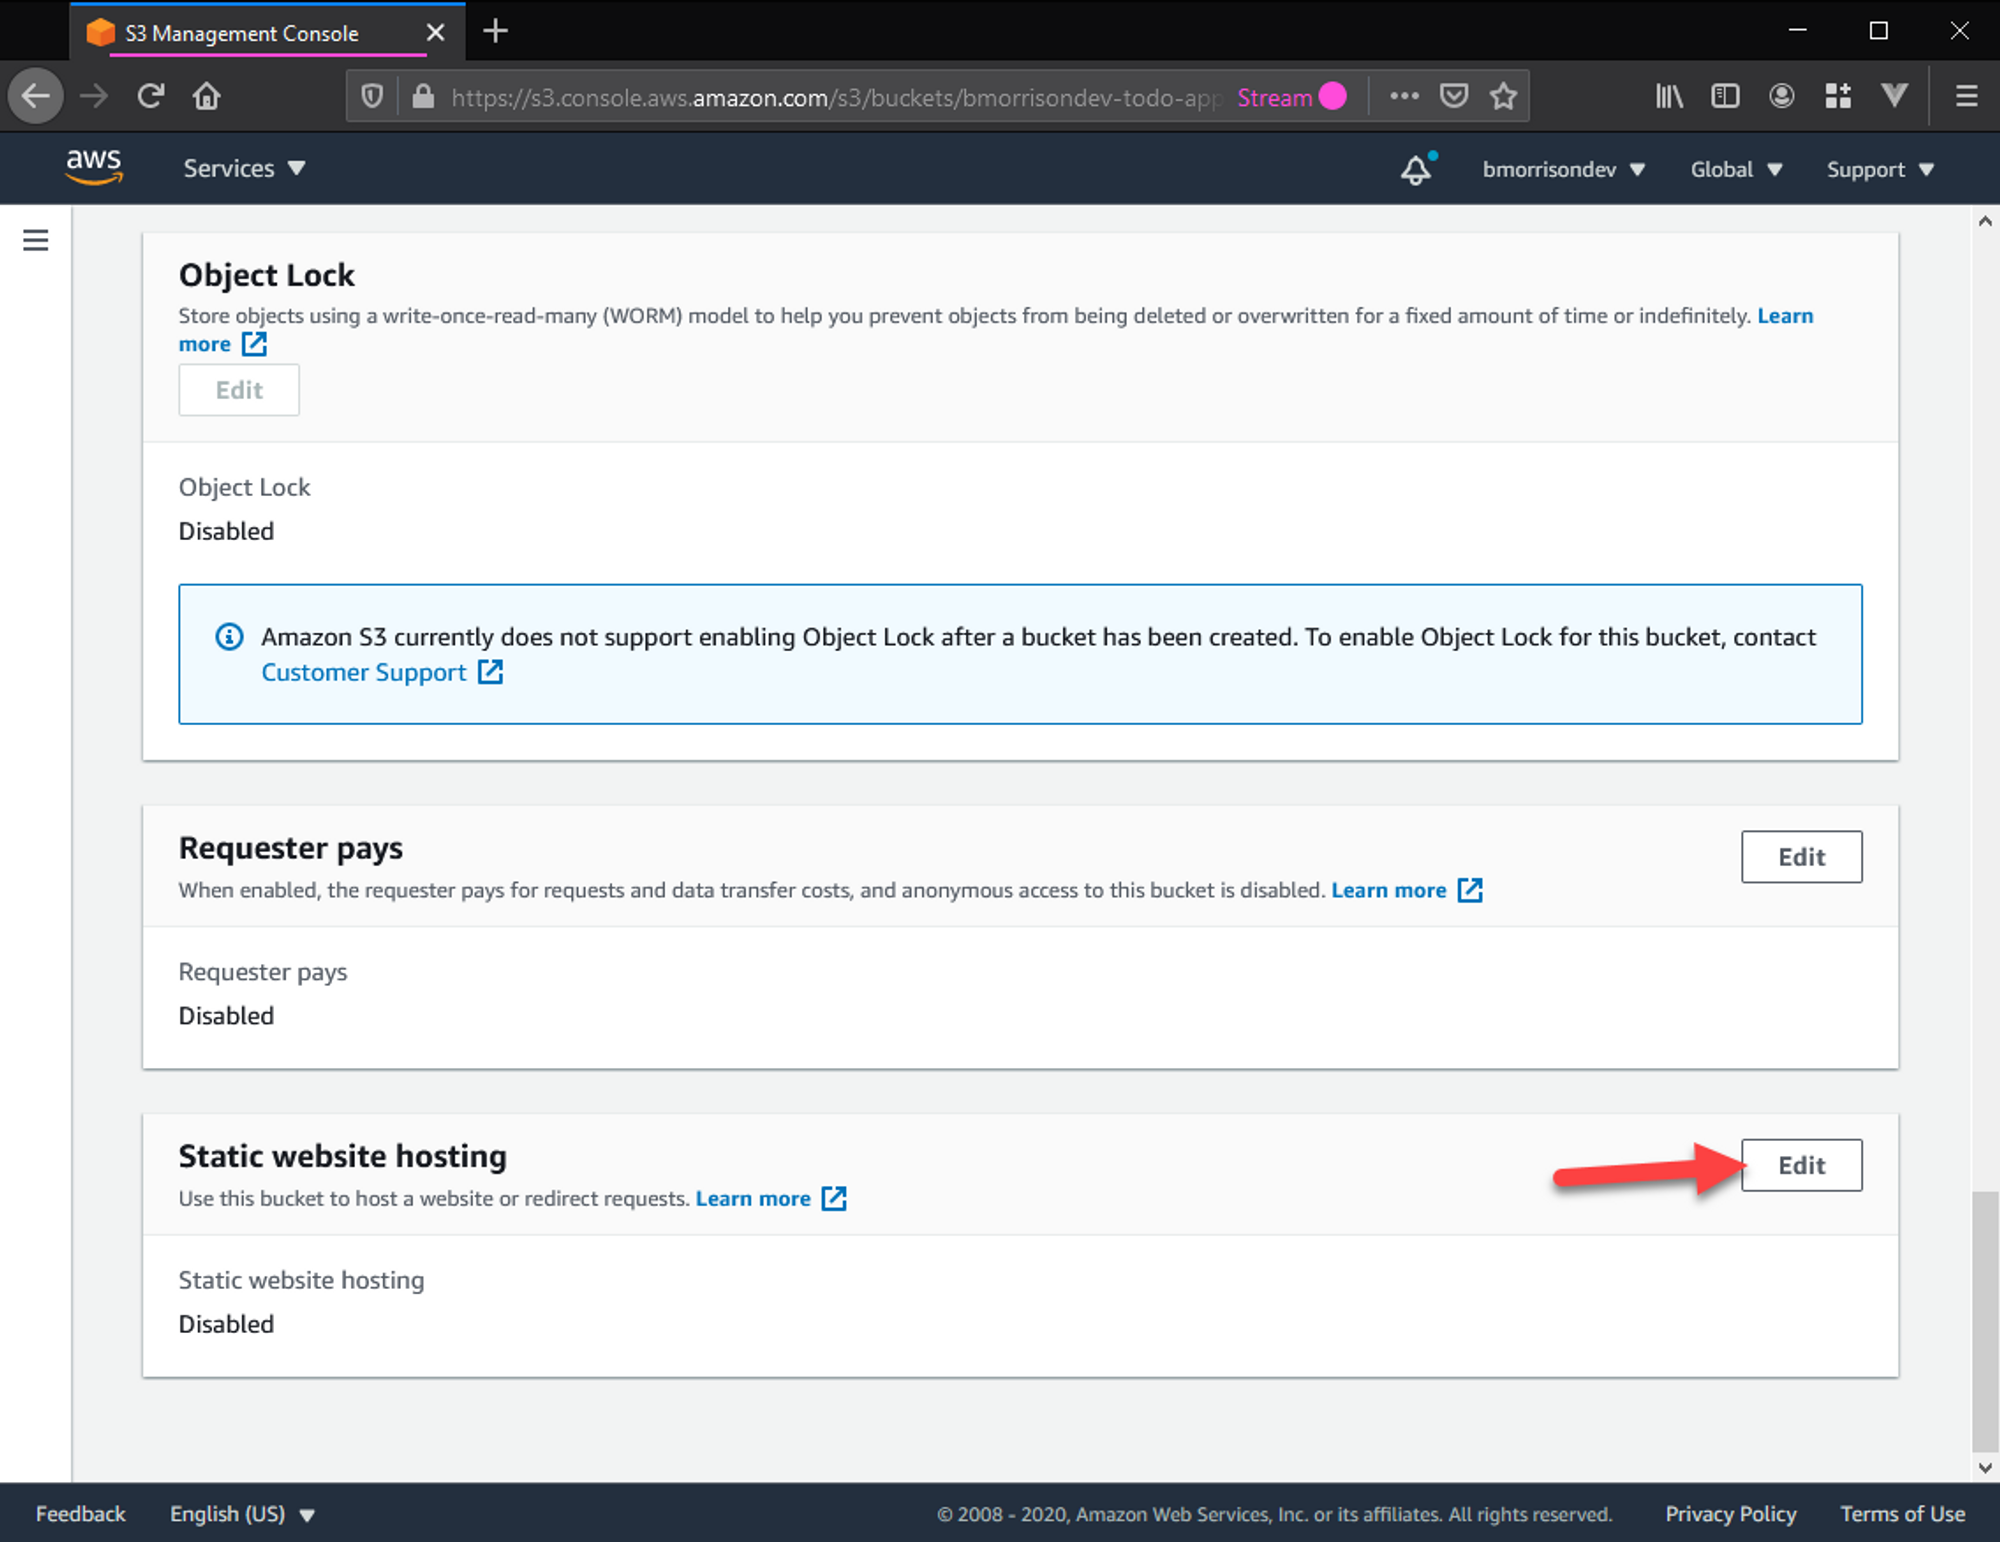 S3 Management Console
https://s3.console.aws.amazon.com/s3/buckets/bmorrisondev-todo-app Stream
aws Services bmorrisondev Global Support
Object Lock
Store objects using a write-once-read-many (WORM) model to help you prevent objects from being deleted or overwritten for a fixed amount of time or indefinitely. Learn
more
Edit
Object Lock
Disabled
Amazon S3 currently does not support enabling Object Lock after a bucket has been created. To enable Object Lock for this bucket, contact
Customer Support
Requester pays
Edit
When enabled, the requester pays for requests and data transfer costs, and anonymous access to this bucket is disabled. Learn more
Requester pays
Disabled
Static website hosting
Edit
Use this bucket to host a website or redirect requests. Learn more
Static website hosting
Disabled
Feedback English (US) © 2008 - 2020, Amazon Web Services, Inc. or its affiliates. All rights reserved. Privacy Policy Terms of Use